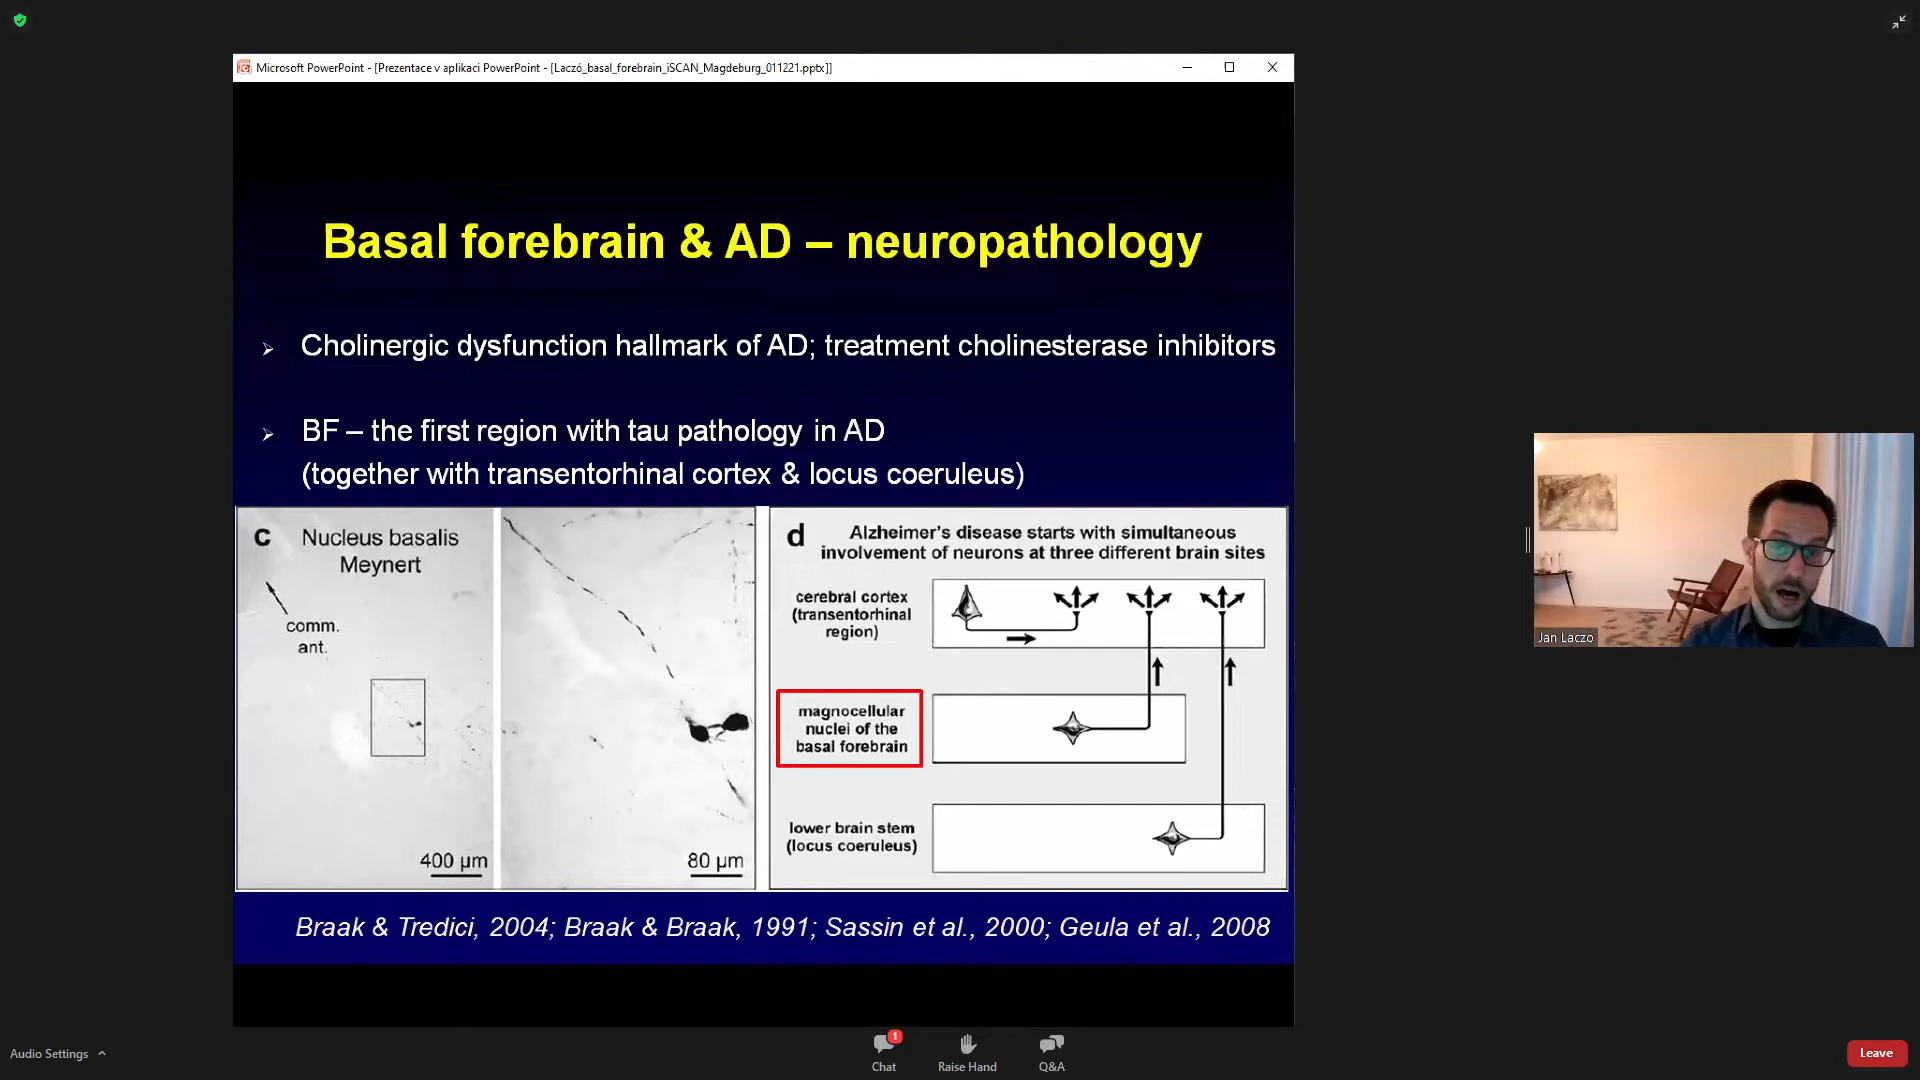 Microsoft PowerPoint - [Prezentace v aplikaci PowerPoint - [Laczó_basal_forebrain_iSCAN_Magdeburg_011221.pptx]]
Basal forebrain & AD – neuropathology
Cholinergic dysfunction hallmark of AD; treatment cholinesterase inhibitors
BF – the first region with tau pathology in AD
(together with transentorhinal cortex & locus coeruleus)
c Nucleus basalis
Meynert
comm.
ant.
400 µm
80 µm
d Alzheimer's disease starts with simultaneous
involvement of neurons at three different brain sites
cerebral cortex
(transentorhinal
region)
magnocellular
nuclei of the
basal forebrain
lower brain stem
(locus coeruleus)
Braak & Tredici, 2004; Braak & Braak, 1991; Sassin et al., 2000; Geula et al., 2008
Jan Laczo
Audio Settings
1
Chat
Raise Hand
Q&A
Leave